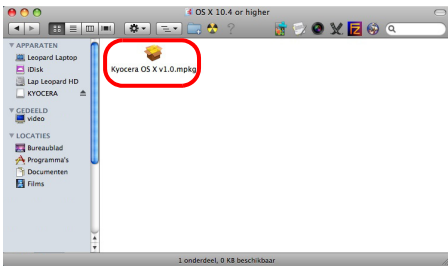 OS X 10.4 or higher
APPARATEN
Leopard Laptop
iDisk
Lap Leopard HD
KYOCERA
GEDEELD
video
LOCATIES
Bureaublad
Programma's
Documenten
Films
Kyocera OS X v1.0.mpkg
1 onderdeel, 0 KB beschikbaar